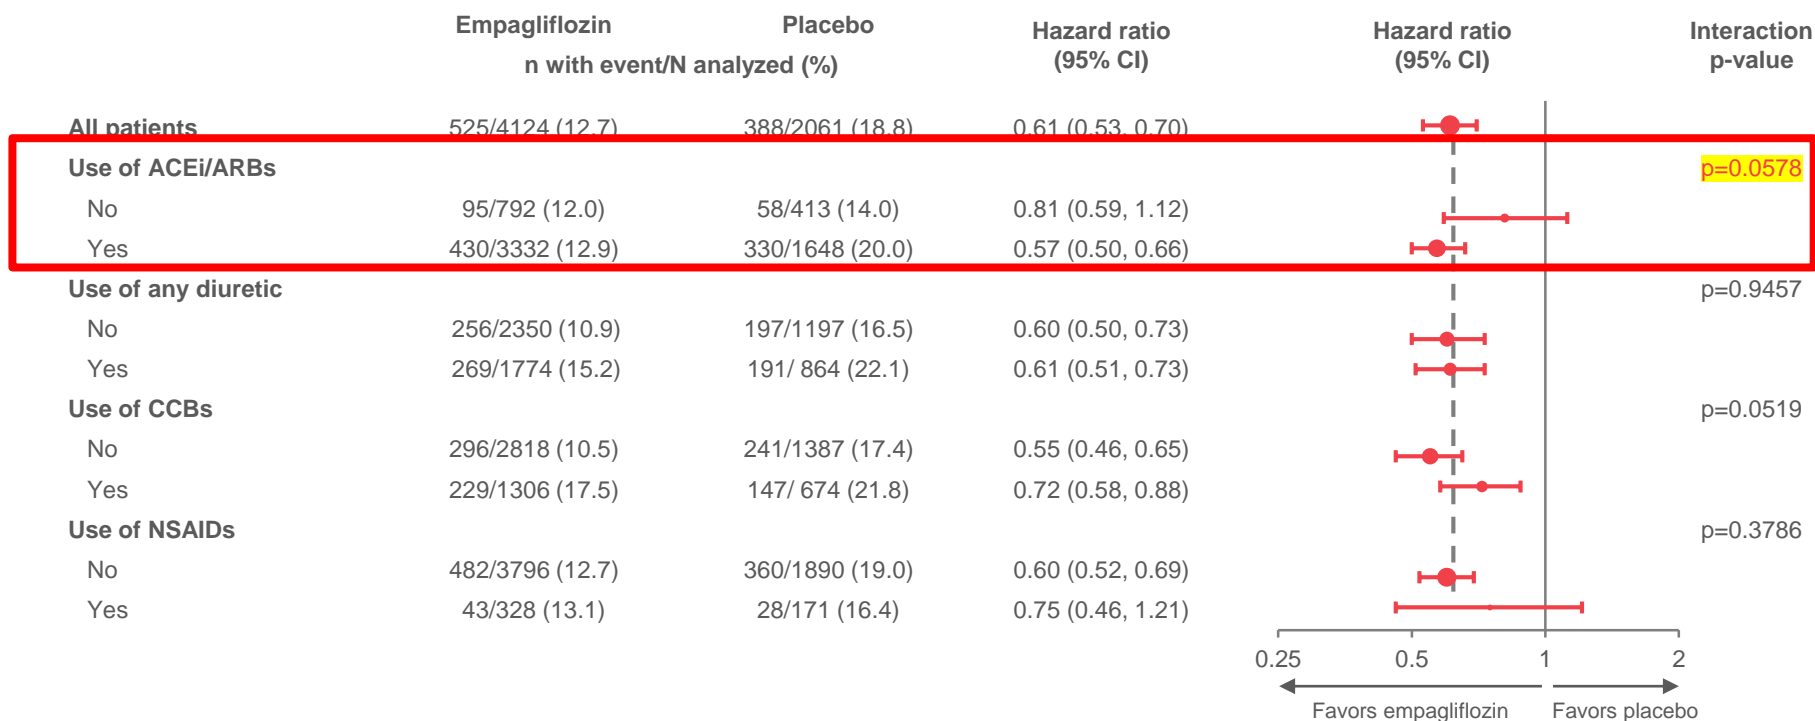 Empagliflozin Placebo Hazard ratio (95% CI) Hazard ratio (95% CI) Interaction p-value
n with event/N analyzed (%)
All patients 525/4124 (12.7) 388/2061 (18.8) 0.61 (0.53, 0.70)
Use of ACEi/ARBs p=0.0578
No 95/792 (12.0) 58/413 (14.0) 0.81 (0.59, 1.12)
Yes 430/3332 (12.9) 330/1648 (20.0) 0.57 (0.50, 0.66)
Use of any diuretic p=0.9457
No 256/2350 (10.9) 197/1197 (16.5) 0.60 (0.50, 0.73)
Yes 269/1774 (15.2) 191/ 864 (22.1) 0.61 (0.51, 0.73)
Use of CCBs p=0.0519
No 296/2818 (10.5) 241/1387 (17.4) 0.55 (0.46, 0.65)
Yes 229/1306 (17.5) 147/ 674 (21.8) 0.72 (0.58, 0.88)
Use of NSAIDs p=0.3786
No 482/3796 (12.7) 360/1890 (19.0) 0.60 (0.52, 0.69)
Yes 43/328 (13.1) 28/171 (16.4) 0.75 (0.46, 1.21)
0.25 0.5 1 2
Favors empagliflozin Favors placebo